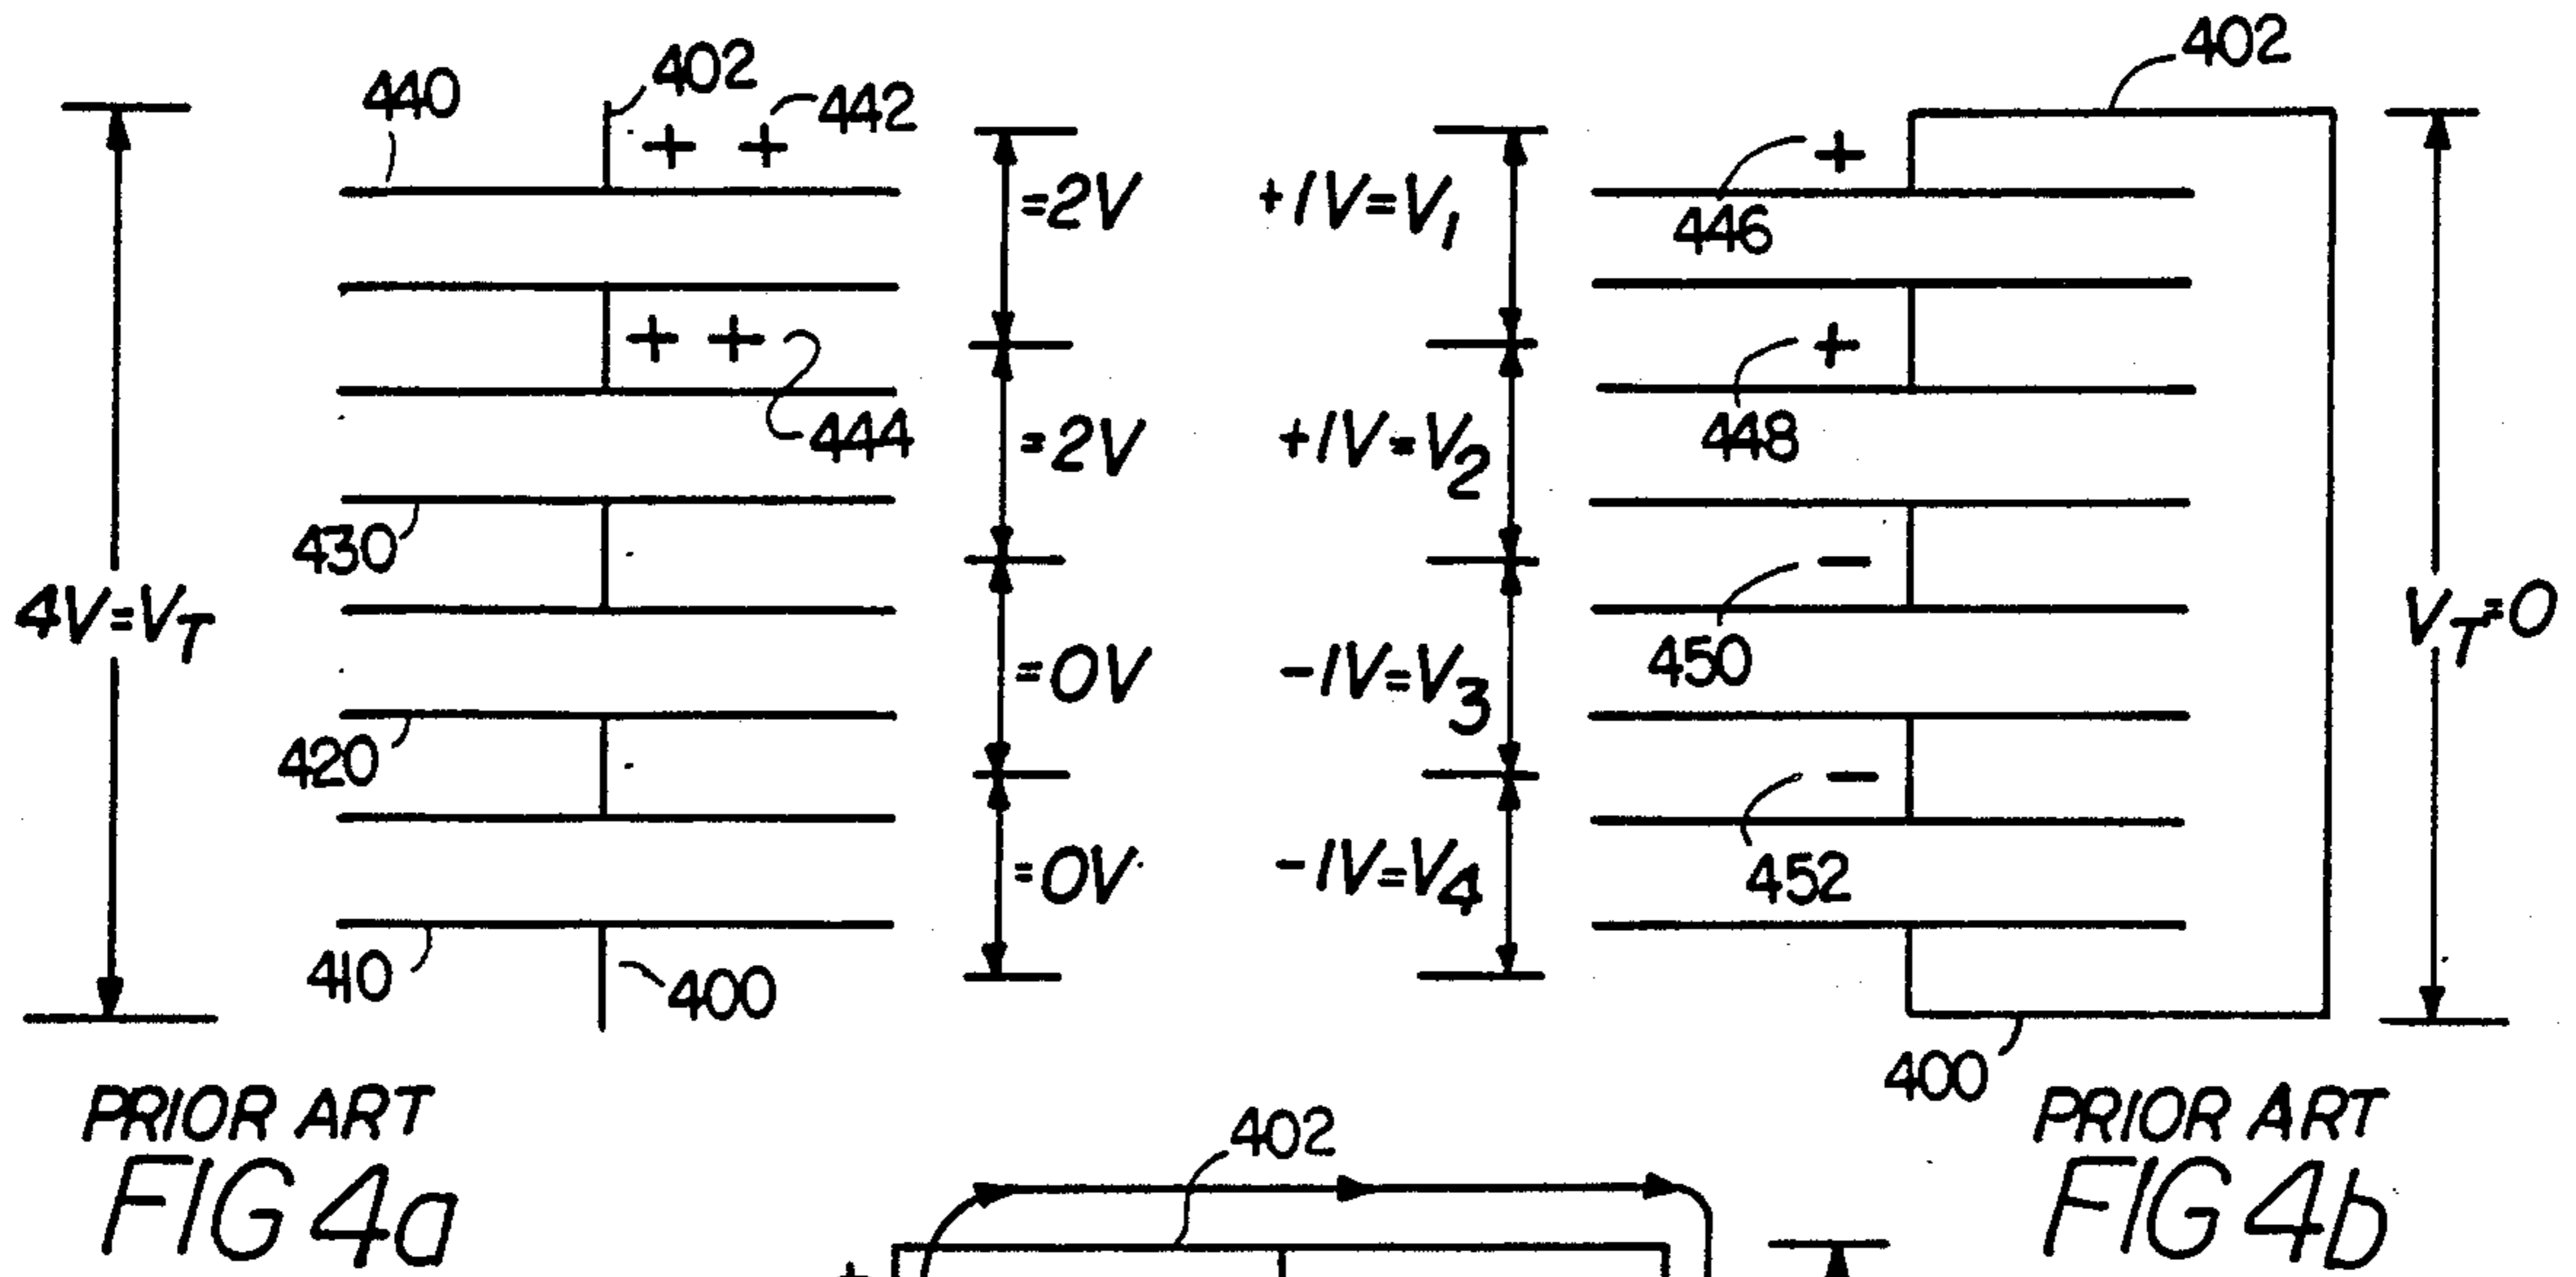 440
402
+ +
442
=2V
+ +
444
=2V
430
4V=VT
=0V
420
=0V
410
400
PRIOR ART
FIG 4a
402
+1V=V1
+
446
+1V=V2
+
448
-1V=V3
−
450
VT=0
-1V=V4
−
452
400
PRIOR ART
FIG 4b
402
+